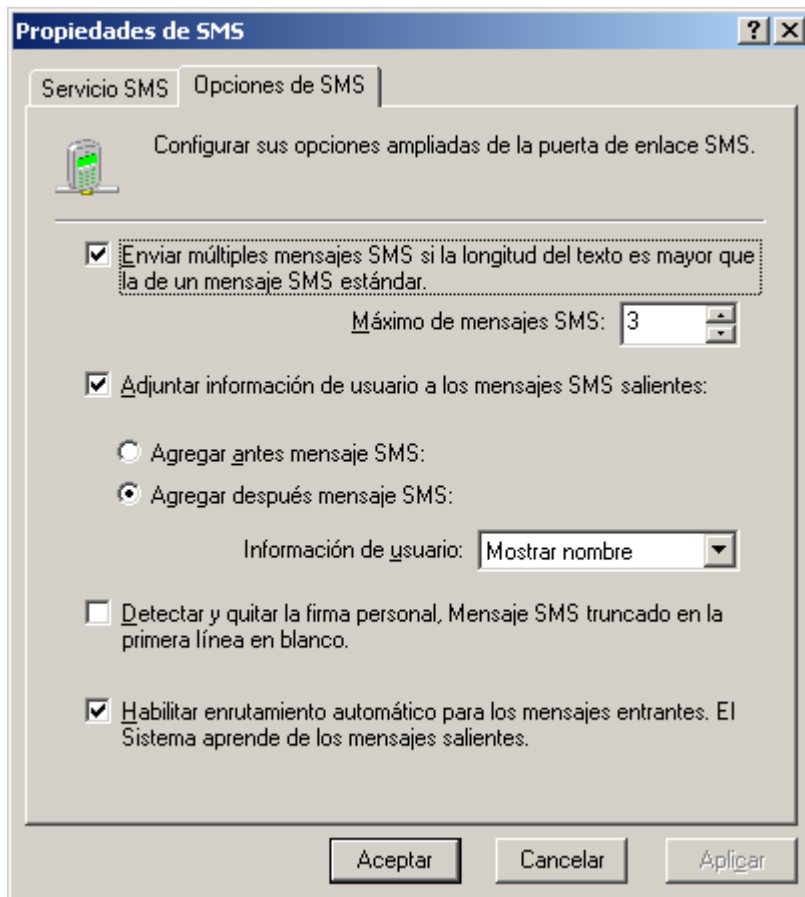 Propiedades de SMS
Servicio SMS
Opciones de SMS
Configurar sus opciones ampliadas de la puerta de enlace SMS.
Enviar múltiples mensajes SMS si la longitud del texto es mayor que
la de un mensaje SMS estándar.
Máximo de mensajes SMS: 3
Adjuntar información de usuario a los mensajes SMS salientes:
Agregar antes mensaje SMS:
Agregar después mensaje SMS:
Información de usuario: Mostrar nombre
Detectar y quitar la firma personal, Mensaje SMS truncado en la
primera línea en blanco.
Habilitar enrutamiento automático para los mensajes entrantes. El
Sistema aprende de los mensajes salientes.
Aceptar Cancelar Aplicar